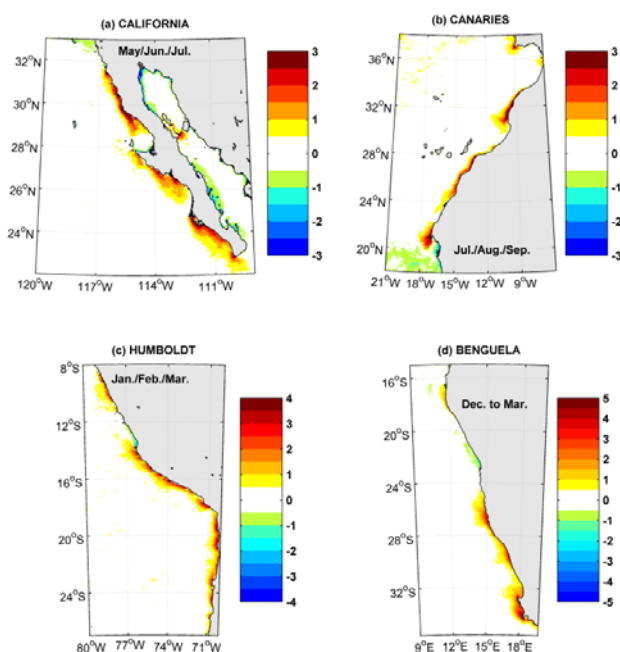 (a) CALIFORNIA
May/Jun./Jul.
32°N
30°N
28°N
26°N
24°N
120°W 117°W 114°W 111°W
3
2
1
0
-1
-2
-3
(b) CANARIES
Jul./Aug./Sep.
36°N
32°N
28°N
24°N
20°N
21°W 18°W 15°W 12°W 9°W
3
2
1
0
-1
-2
-3
(c) HUMBOLDT
Jan./Feb./Mar.
8°S
12°S
16°S
20°S
24°S
80°W 77°W 74°W 71°W
4
3
2
1
0
-1
-2
-3
-4
(d) BENGUELA
Dec. to Mar.
16°S
20°S
24°S
28°S
32°S
9°E 12°E 15°E 18°E
5
4
3
2
1
0
-1
-2
-3
-4
-5